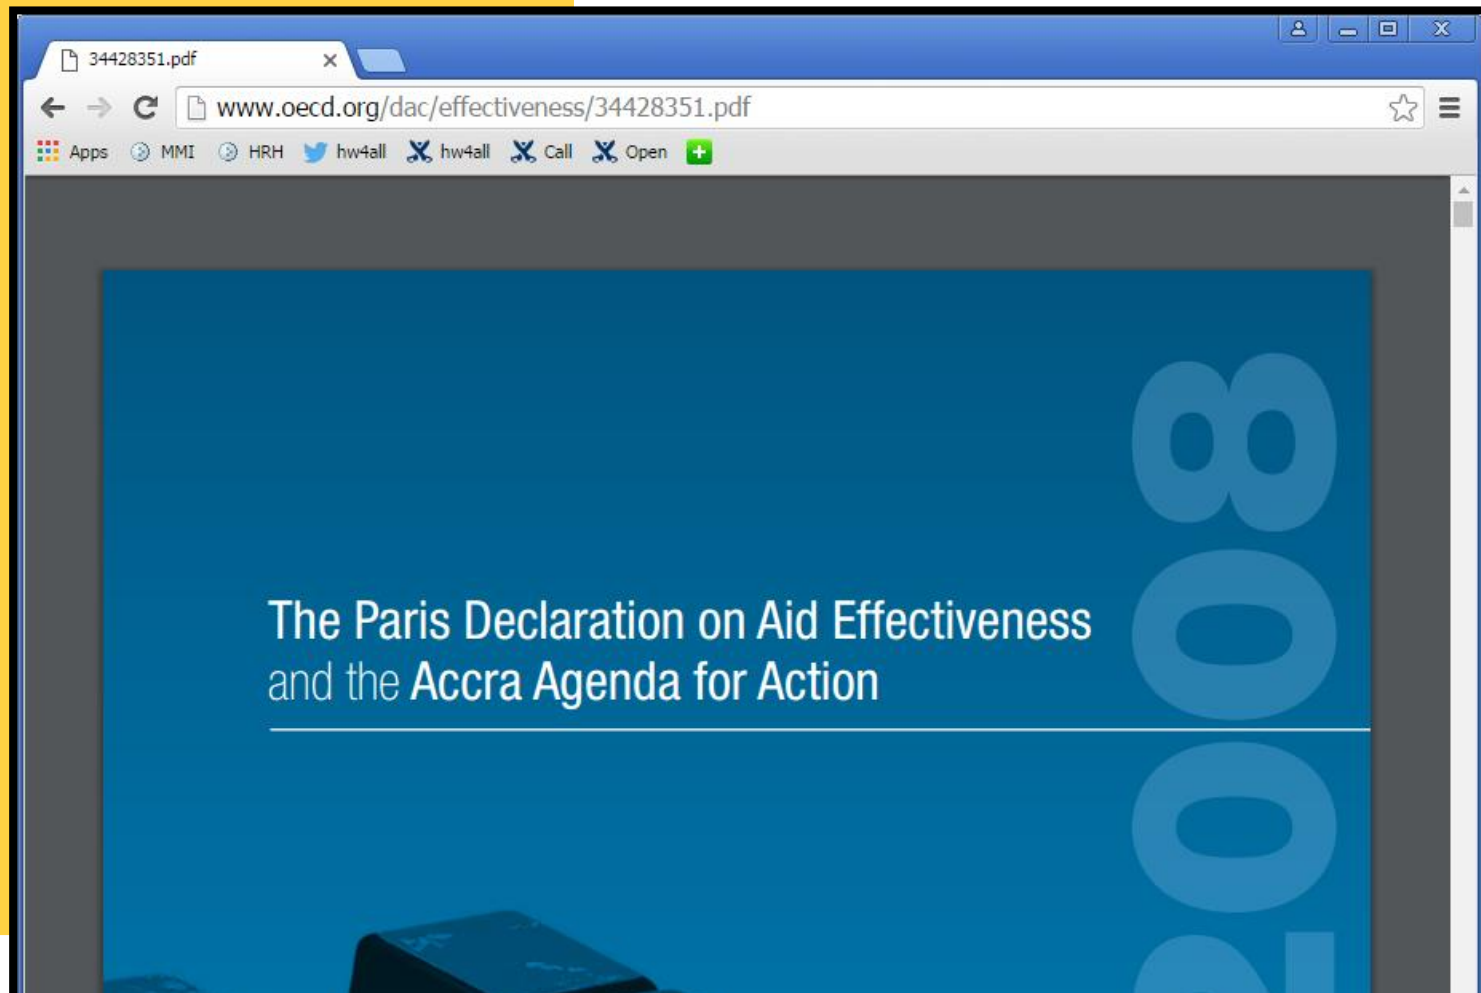 34428351.pdf
www.oecd.org/dac/effectiveness/34428351.pdf
Apps MMI HRH hw4all hw4all Call Open
The Paris Declaration on Aid Effectiveness
and the Accra Agenda for Action
2008